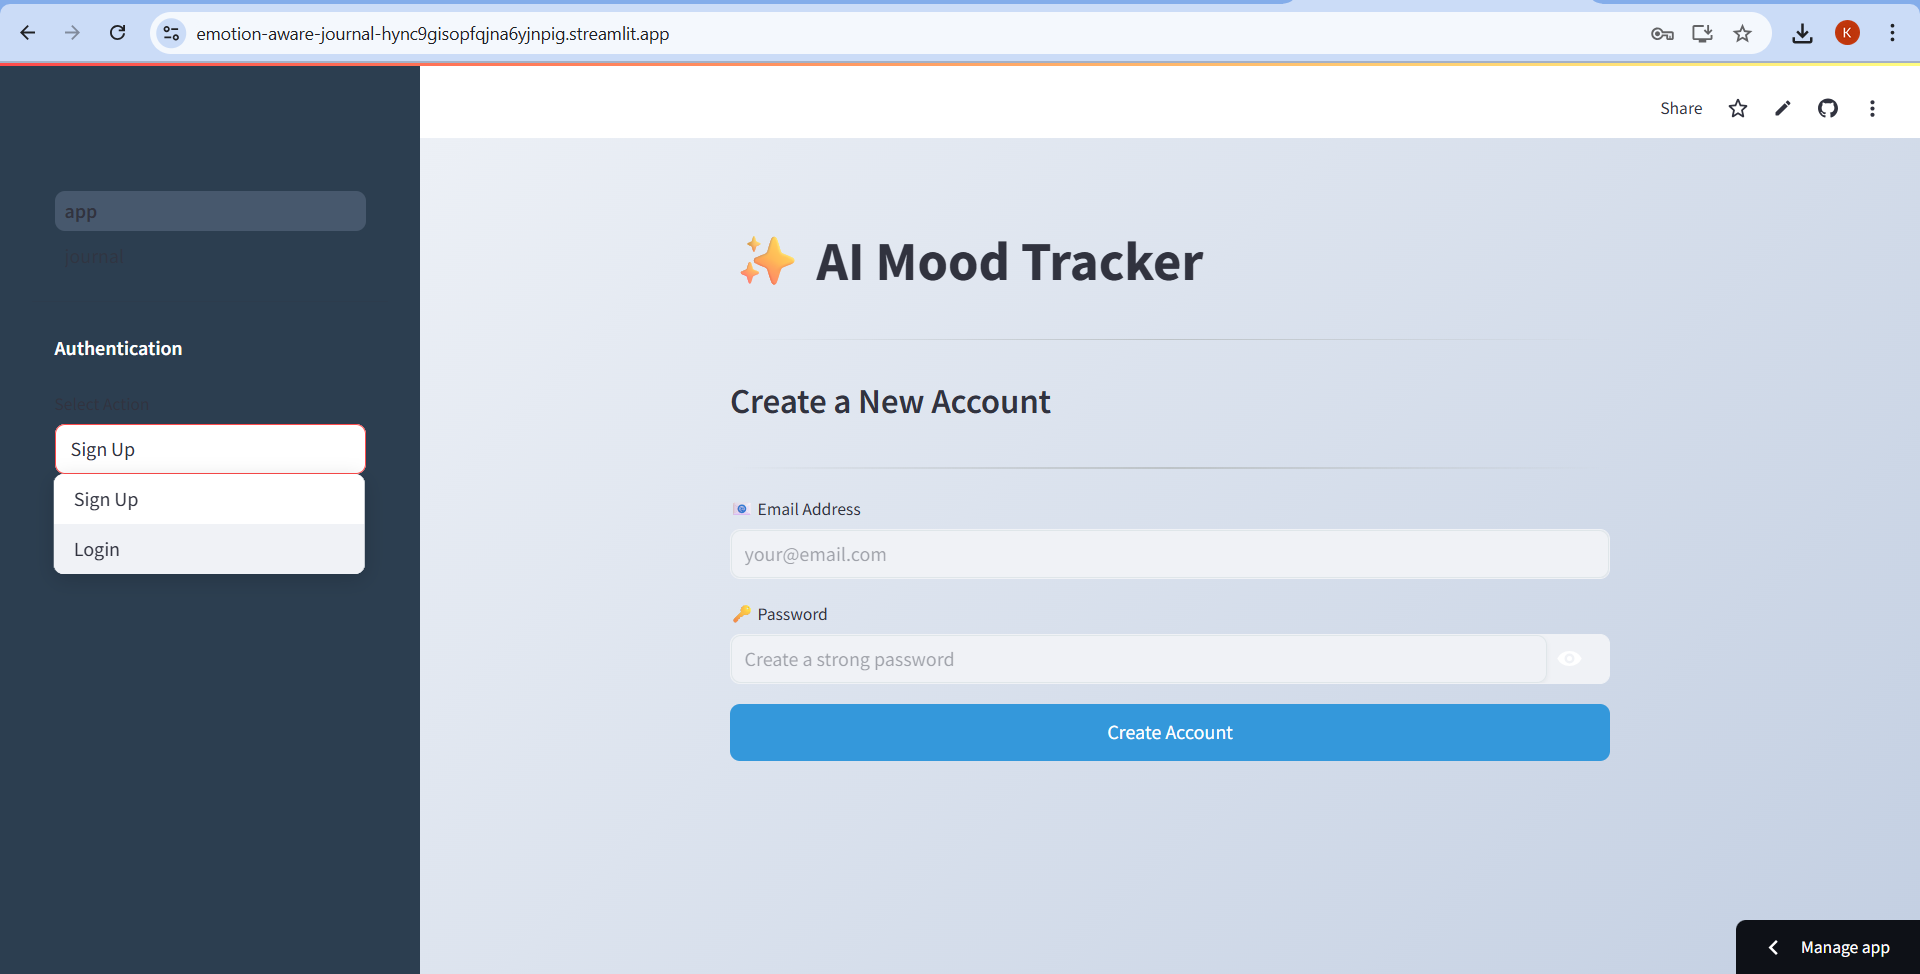 emotion-aware-journal-hync9gisopfqjna6yjnpig.streamlit.app
K
Share
app
journal
Authentication
Select Action
Sign Up
Sign Up
Login
✨ AI Mood Tracker
Create a New Account
📧 Email Address
your@email.com
🔑 Password
Create a strong password
Create Account
Manage app